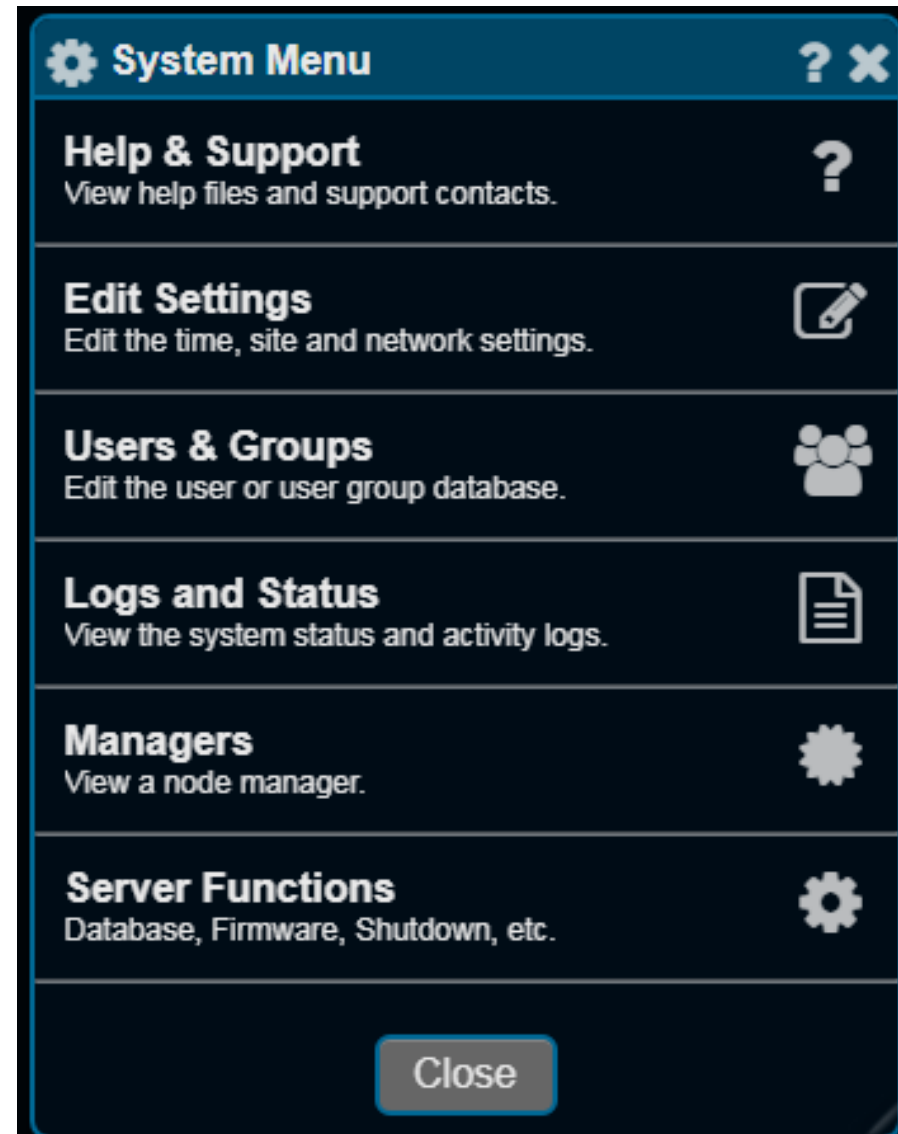 System Menu ?
Help & Support ?
View help files and support contacts.
Edit Settings
Edit the time, site and network settings.
Users & Groups
Edit the user or user group database.
Logs and Status
View the system status and activity logs.
Managers
View a node manager.
Server Functions
Database, Firmware, Shutdown, etc.
Close